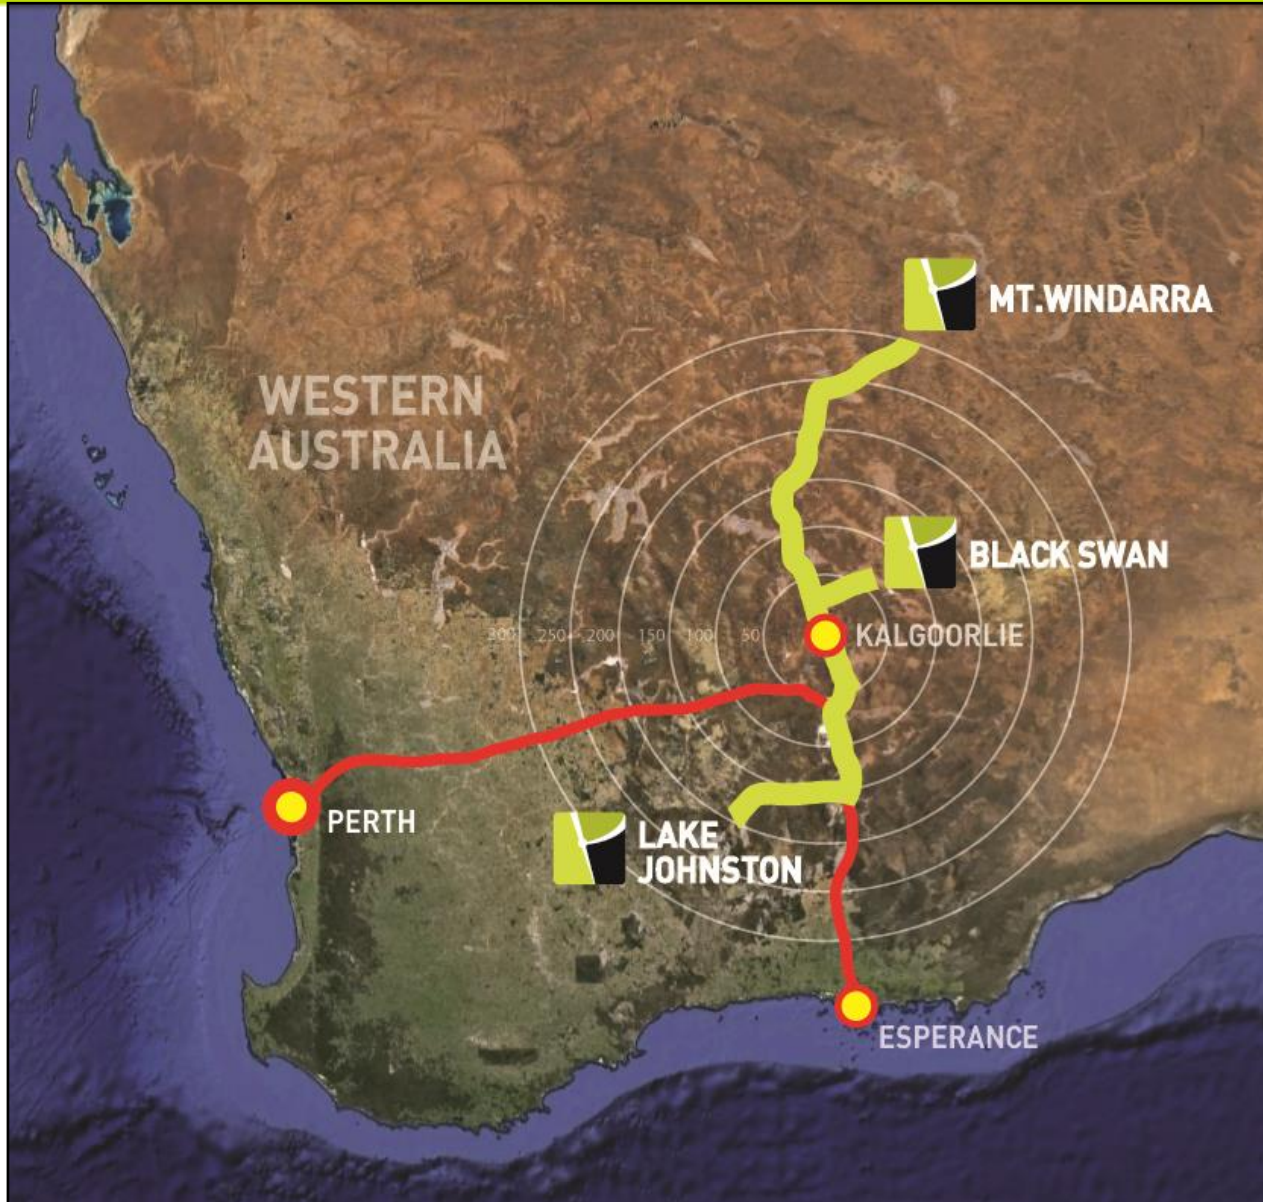 MT.WINDARRA
WESTERN
AUSTRALIA
BLACK SWAN
300 250 200 150 100 50
KALGOORLIE
PERTH
LAKE
JOHNSTON
ESPERANCE